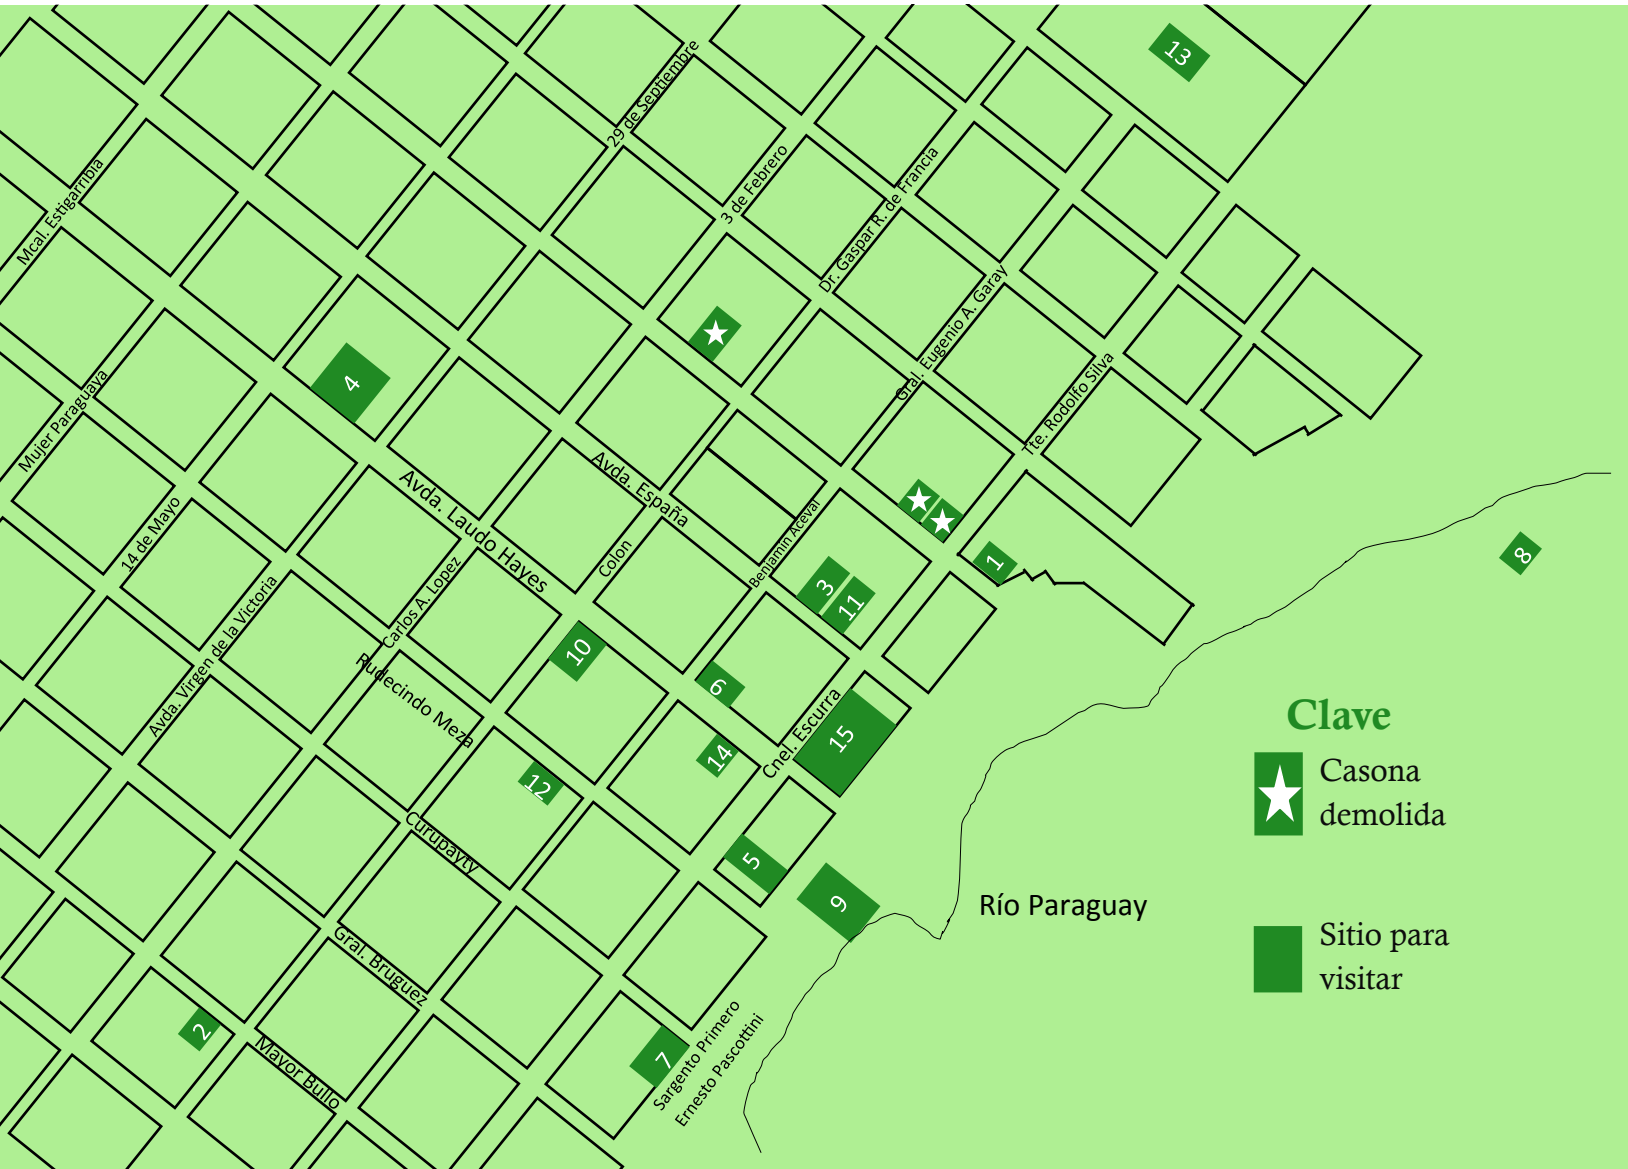 13
29 de Septiembre
3 de Febrero
Mcal. Estigarribia
Dr. Gaspar R. de Francia
Gral. Eugenio A. Garay
4
Mujer Paraguaya
Tte. Rodolfo Silva
Avda. España
Avda. Laudo Hayes
14 de Mayo
Colon
Benjamin Aceval
8
1
3
11
Carlos A. Lopez
Avda. Virgen de la Victoria
10
Rudecindo Meza
6
Cnel. Escurra
15
14
12
Clave
Casona
demolida
Curupayty
5
9
Río Paraguay
Gral. Bruguez
Sitio para
visitar
2
Mayor Bullo
7
Sargento Primero
Ernesto Pascottini